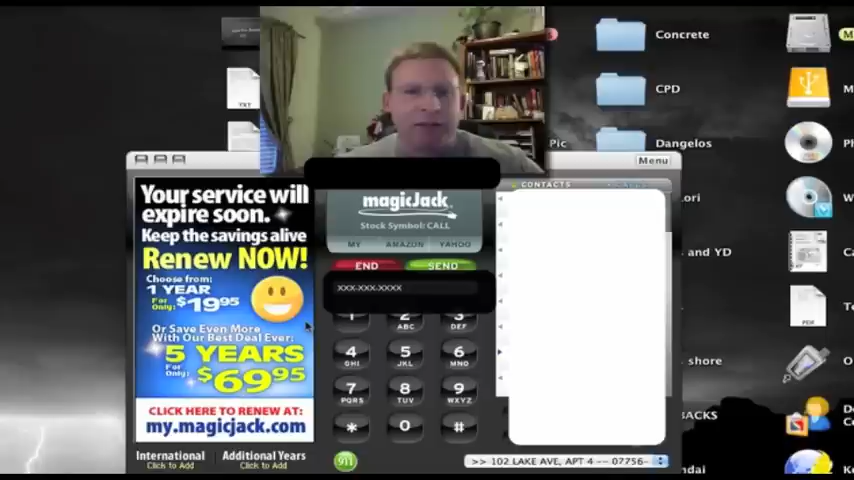 Concrete
TXT
CPD
Pic
Dangelos
Menu
Your service will
expire soon.
Keep the savings alive
Renew NOW!
Choose from:
1 YEAR
For Only: $19.95
Or Save Even More
With Our Best Deal Ever:
5 YEARS
For Only: $69.95
CLICK HERE TO RENEW AT:
my.magicjack.com
International
Click to Add
Additional Years
Click to Add
magicJack
Stock Symbol: CALL
MY AMAZON YAHOO
END SEND
XXX-XXX-XXXX
1 2 ABC 3 DEF
4 GHI 5 JKL 6 MNO
7 PQRS 8 TUV 9 WXYZ
* 0 #
911
CONTACTS
>> 102 LAKE AVE, APT 4 -- 07756-
ori
and YD
shore
PDF
BACKS